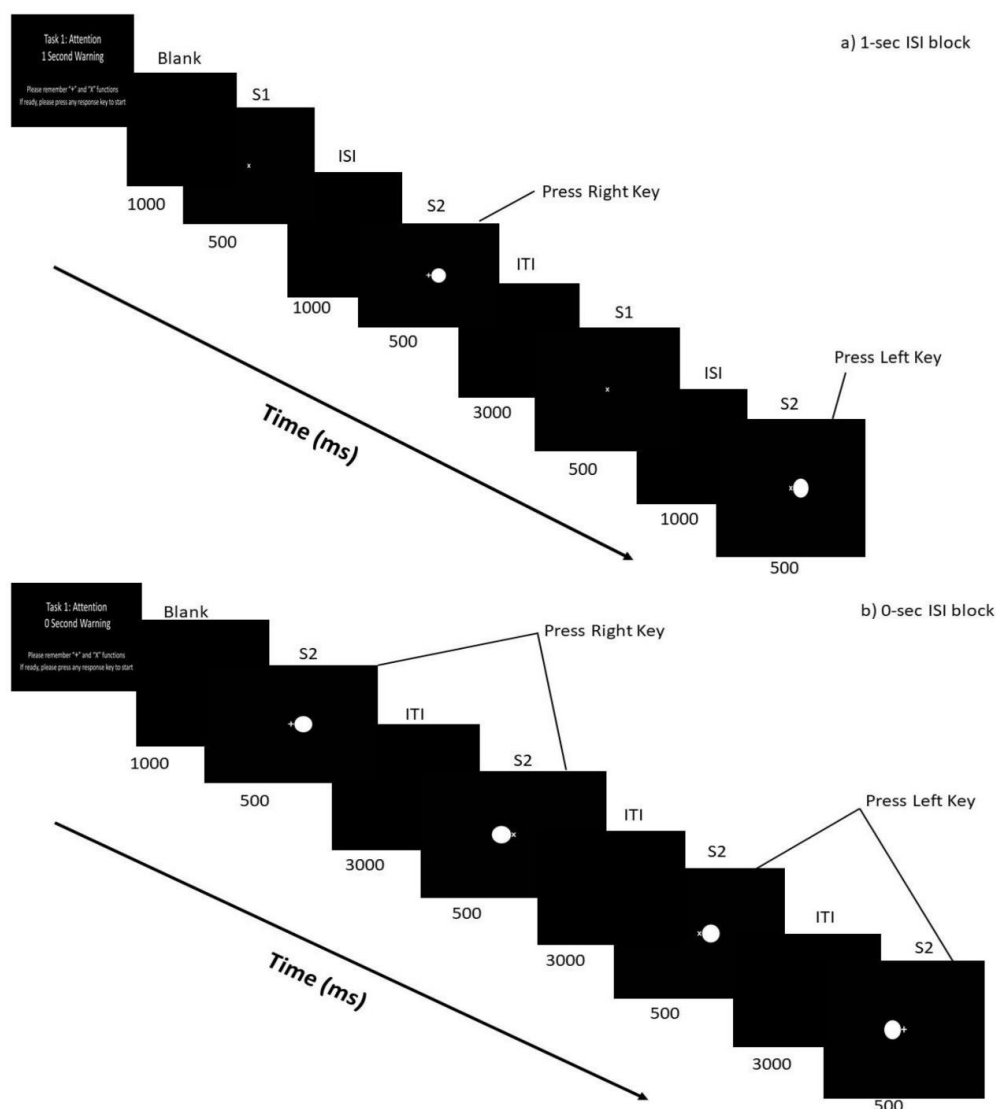 a) 1-sec ISI block
Task 1: Attention
1 Second Warning
Please remember "+" and "X" functions
If ready, please press any response key to start
Blank
1000
S1
x
500
ISI
1000
S2
+
500
Press Right Key
ITI
3000
S1
x
500
ISI
1000
S2
x
500
Press Left Key
Time (ms)
b) 0-sec ISI block
Task 1: Attention
0 Second Warning
Please remember "+" and "X" functions
If ready, please press any response key to start
Blank
1000
S2
+
500
Press Right Key
ITI
3000
S2
x
500
ITI
3000
S2
x
500
Press Left Key
ITI
3000
S2
+
500
Time (ms)